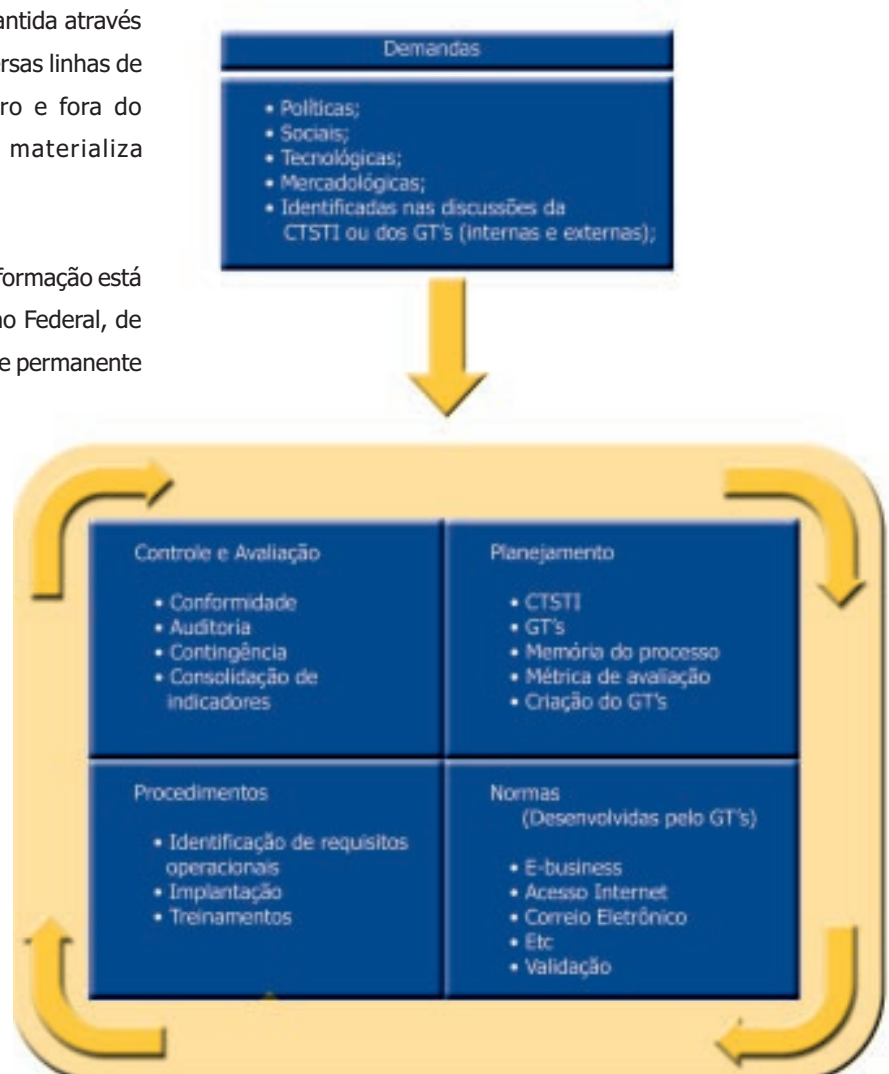 antida através
ersas linhas de
ro e fora do
materializa
formação está
no Federal, de
e permanente
Demandas
• Políticas;
• Sociais;
• Tecnológicas;
• Mercadológicas;
• Identificadas nas discussões da
CTSTI ou dos GT's (internas e externas);
Controle e Avaliação
• Conformidade
• Auditoria
• Contingência
• Consolidação de
indicadores
Planejamento
• CTSTI
• GT's
• Memória do processo
• Métrica de avaliação
• Criação do GT's
Procedimentos
• Identificação de requisitos
operacionais
• Implantação
• Treinamentos
Normas
(Desenvolvidas pelo GT's)
• E-business
• Acesso Internet
• Correio Eletrônico
• Etc
• Validação